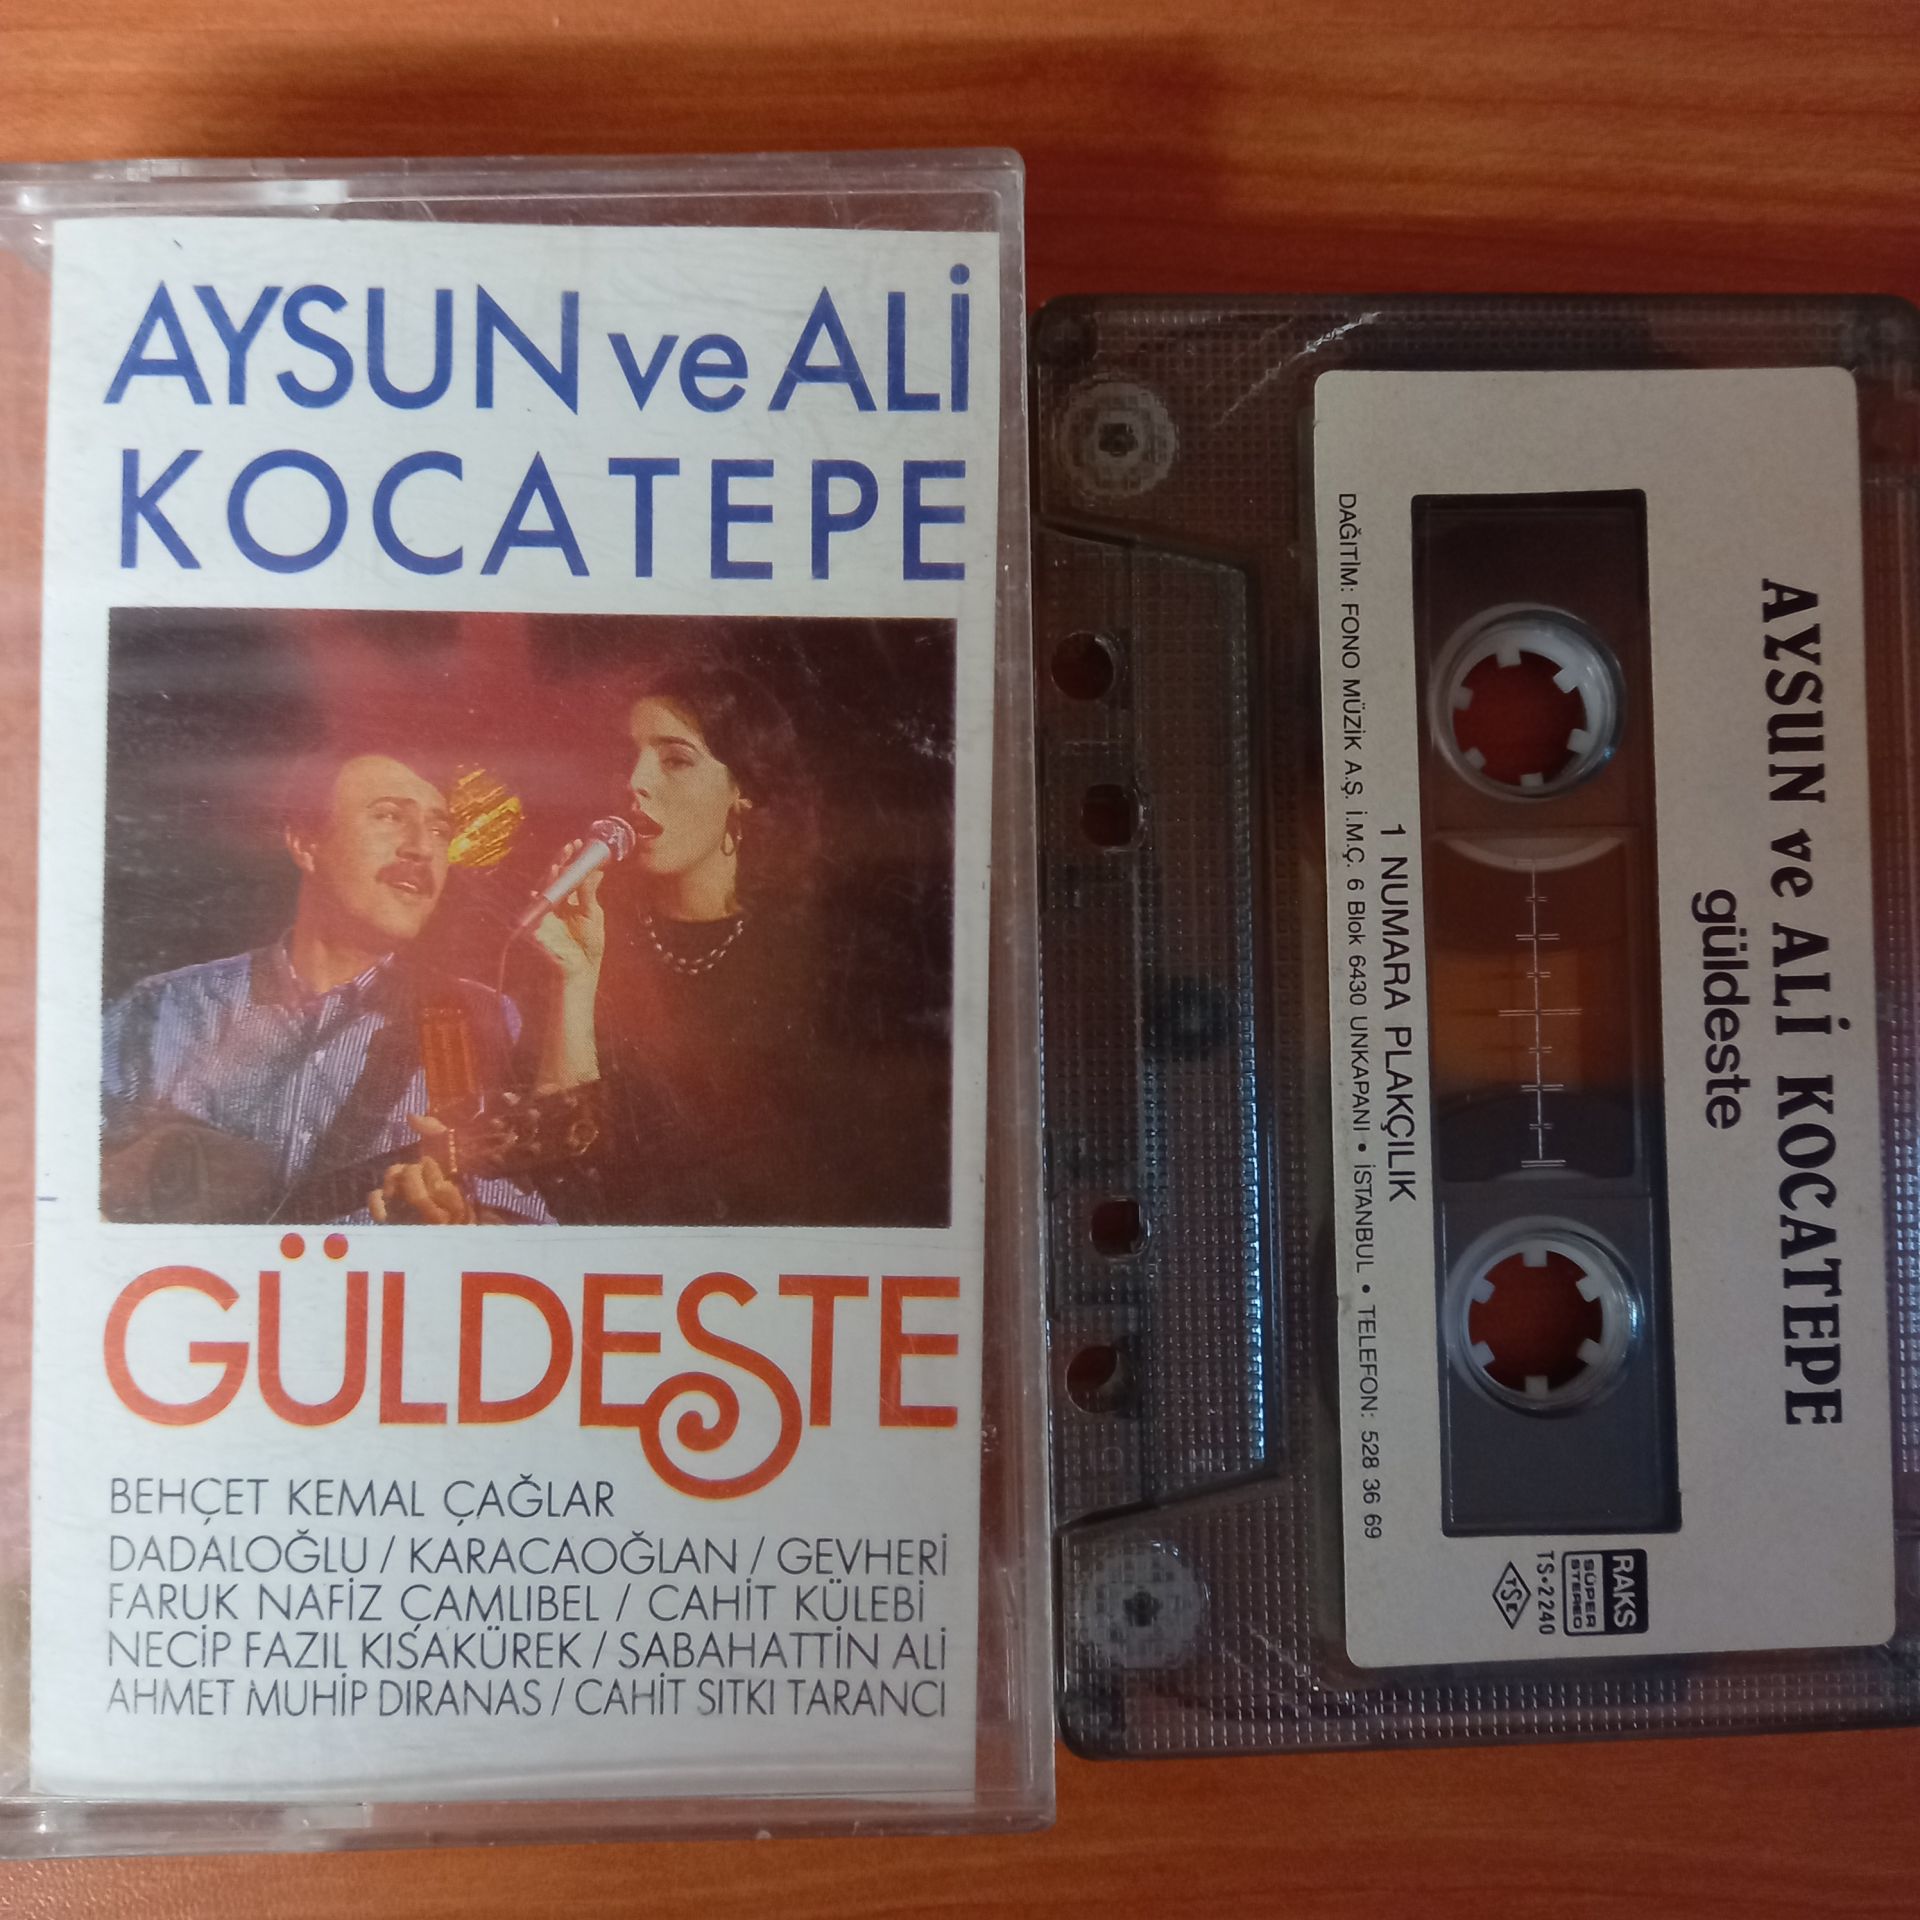 AYSUN ve ALİ
KOCATEPE
GÜLDESTE
BEHÇET KEMAL ÇAĞLAR
DADALOĞLU / KARACAOĞLAN / GEVHERİ
FARUK NAFİZ ÇAMLIBEL / CAHİT KÜLEBİ
NECİP FAZIL KISAKÜREK / SABAHATTİN ALİ
AHMET MUHİP DIRANAS / CAHİT SITKI TARANCI
AYSUN ve ALİ KOCATEPE
güldeste
1 NUMARA PLAKÇILIK
DAĞITIM: FONO MÜZİK A.Ş. İ.M.Ç. 6 Blok 6430 UNKAPANI • İSTANBUL • TELEFON: 528 36 69
RAKS
SÜPER
STEREO
TS•2240
TSE